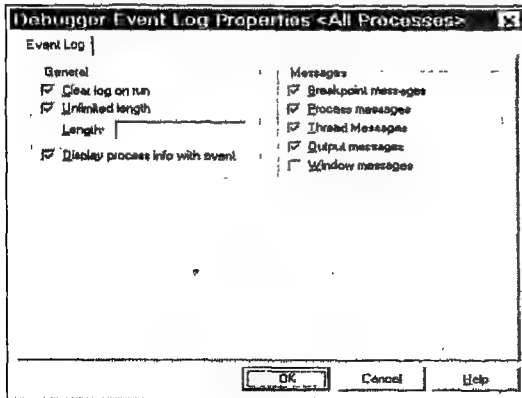 Debugger Event Log Properties <All Processes>
Event Log
General
Clear log on run
Unlimited length
Length:
Display process info with event
Messages
Breakpoint messages
Process messages
Thread Messages
Output messages
Window messages
OK
Cancel
Help